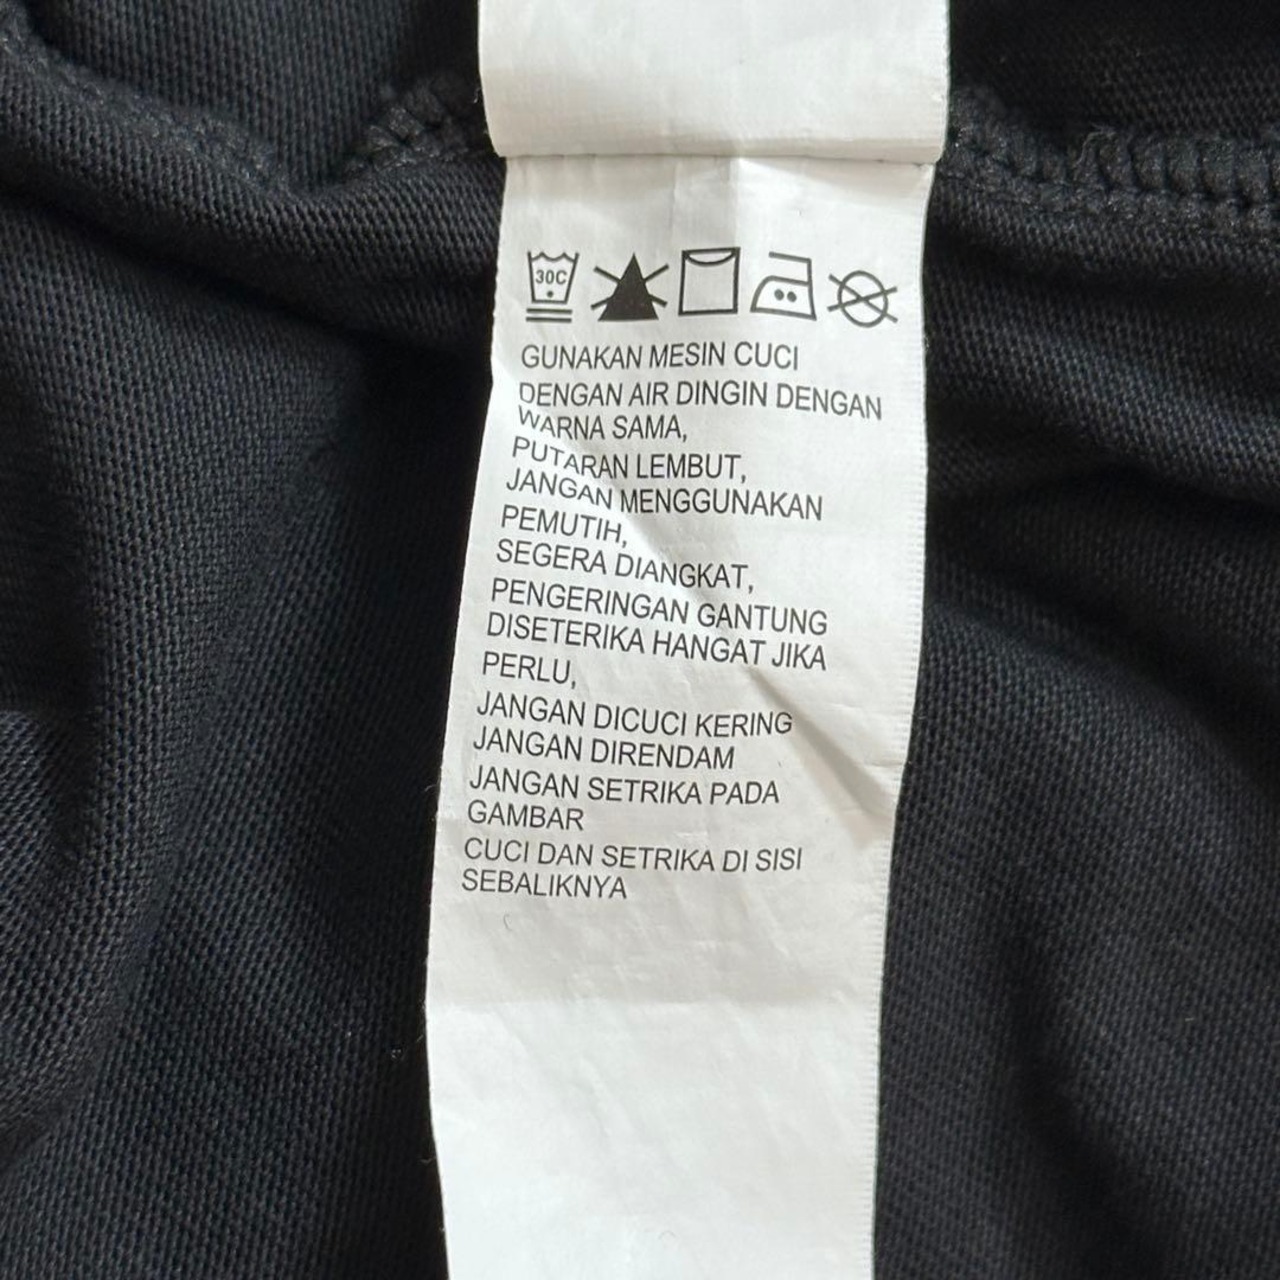 30C
GUNAKAN MESIN CUCI
DENGAN AIR DINGIN DENGAN
WARNA SAMA,
PUTARAN LEMBUT,
JANGAN MENGGUNAKAN
PEMUTIH,
SEGERA DIANGKAT,
PENGERINGAN GANTUNG
DISETERIKA HANGAT JIKA
PERLU,
JANGAN DICUCI KERING
JANGAN DIRENDAM
JANGAN SETRIKA PADA
GAMBAR
CUCI DAN SETRIKA DI SISI
SEBALIKNYA